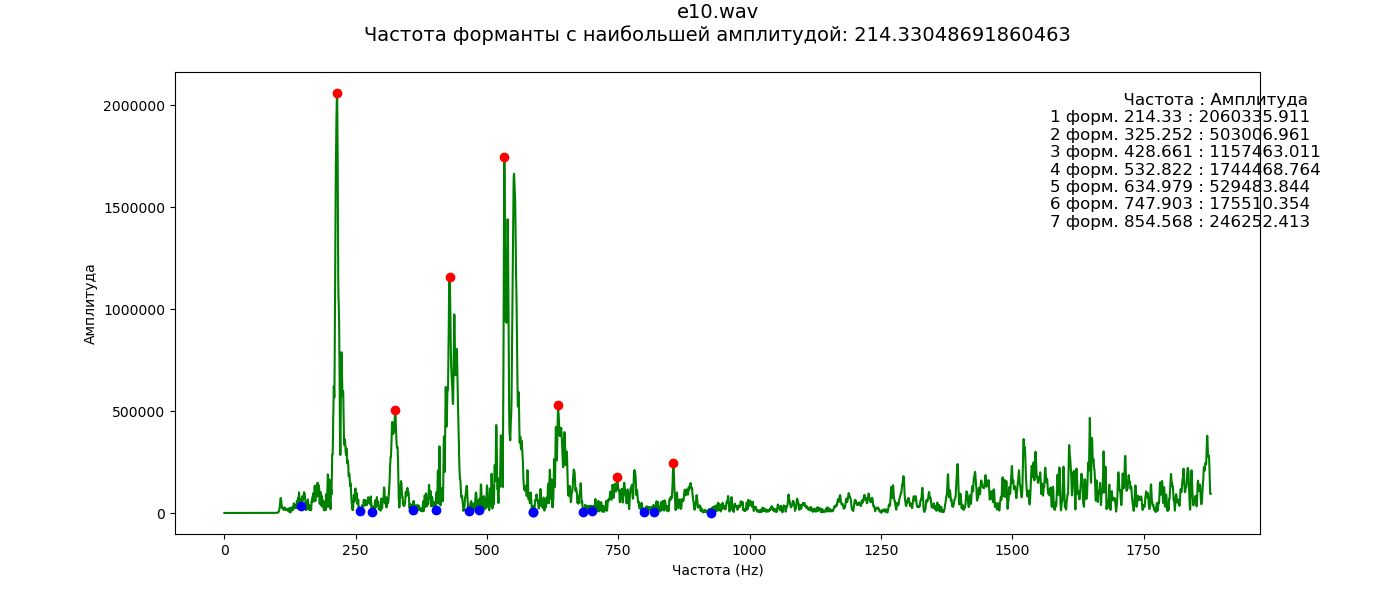 e10.wav
Частота форманты с наибольшей амплитудой: 214.33048691860463
Частота : Амплитуда
1 форм. 214.33 : 2060335.911
2 форм. 325.252 : 503006.961
3 форм. 428.661 : 1157463.011
4 форм. 532.822 : 1744468.764
5 форм. 634.979 : 529483.844
6 форм. 747.903 : 175510.354
7 форм. 854.568 : 246252.413
2000000
1500000
1000000
500000
0
Амплитуда
0 250 500 750 1000 1250 1500 1750
Частота (Hz)